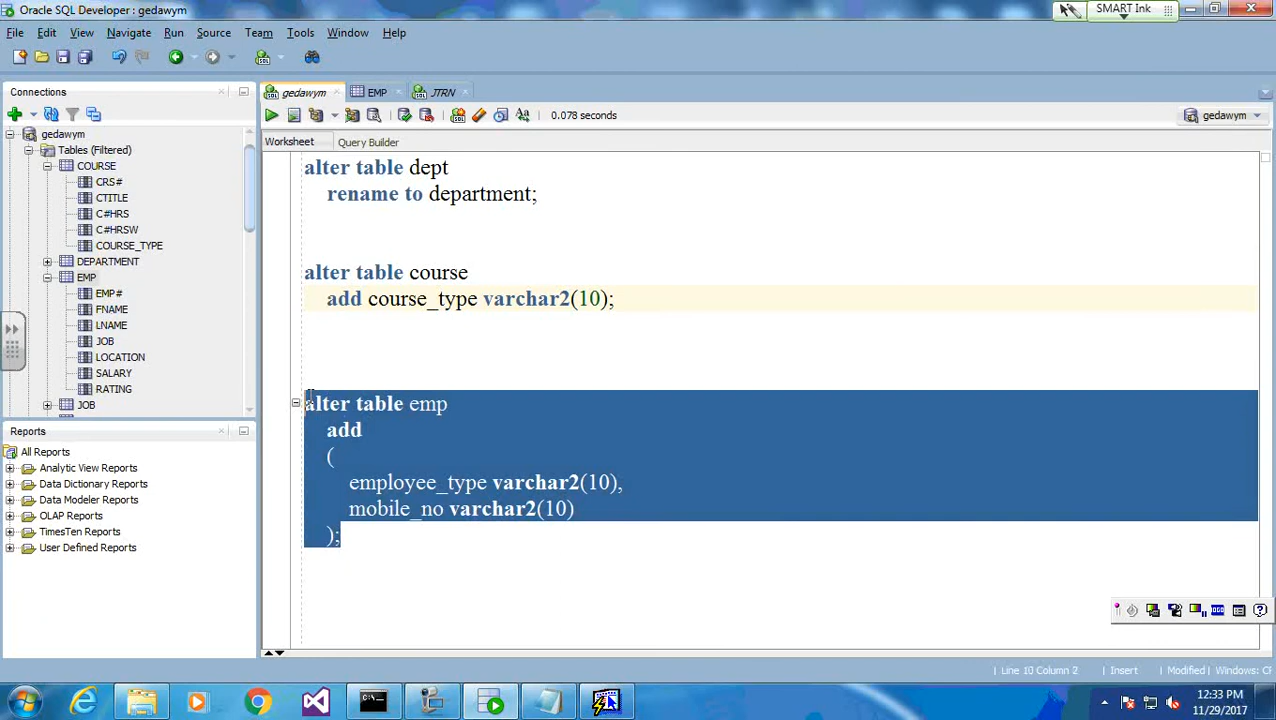 Oracle SQL Developer : gedawym
SMART Ink
File Edit View Navigate Run Source Team Tools Window Help
Connections
gedawym
Tables (Filtered)
COURSE
CRS#
CTITLE
C#HRS
C#HRSW
COURSE_TYPE
DEPARTMENT
EMP
EMP#
FNAME
LNAME
JOB
LOCATION
SALARY
RATING
JOB
Reports
All Reports
Analytic View Reports
Data Dictionary Reports
Data Modeler Reports
OLAP Reports
TimesTen Reports
User Defined Reports
gedawym EMP JTRN
0.078 seconds
gedawym
Worksheet Query Builder
alter table dept
rename to department;
alter table course
add course_type varchar2(10);
alter table emp
add
(
employee_type varchar2(10),
mobile_no varchar2(10)
);
Line 10 Column 2 Insert Modified Windows: CF
12:33 PM
11/29/2017